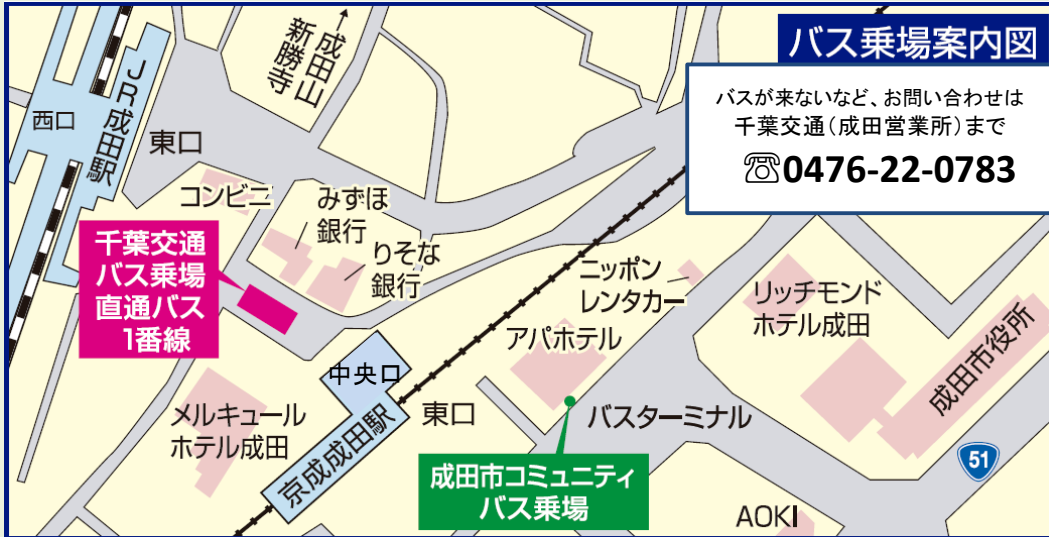 バス乗場案内図
バスが来ないなど、お問い合わせは
千葉交通(成田営業所)まで
☏0476-22-0783
成田山
新勝寺
JR成田駅
西口
東口
コンビニ
みずほ
銀行
りそな
銀行
千葉交通
バス乗場
直通バス
1番線
ニッポン
レンタカー
リッチモンド
ホテル成田
アパホテル
成田市役所
中央口
メルキュール
ホテル成田
京成成田駅
東口
バスターミナル
成田市コミュニティ
バス乗場
51
AOKI